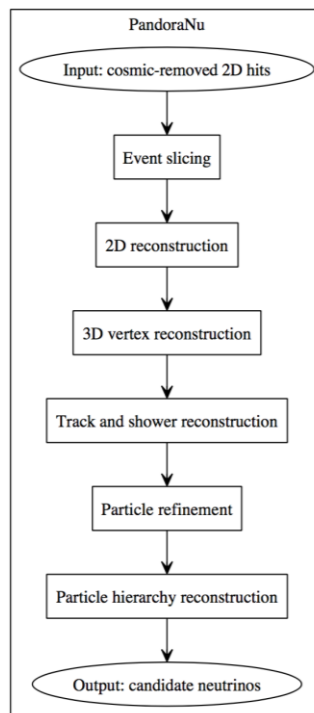 PandoraNu
Input: cosmic-removed 2D hits
Event slicing
2D reconstruction
3D vertex reconstruction
Track and shower reconstruction
Particle refinement
Particle hierarchy reconstruction
Output: candidate neutrinos